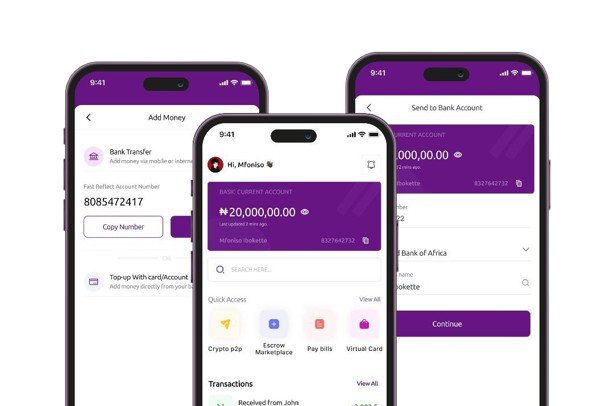 9:41
Add Money
Bank Transfer
Add money via mobile or interne
Fast Reflect Account Number
8085472417
Copy Number
OR
Top-up With card/Account
Add money directly from your b
9:41
Hi, Mfoniso
BASIC CURRENT ACCOUNT
₦20,000,00.00
Last updated 2 mins ago
Mfoniso Ibokette 8327642732
SEARCH HERE...
Quick Access View All
Crypto p2p
Escrow Marketplace
Pay bills
Virtual Card
Transactions View All
Received from John
9:41
Send to Bank Account
URRENT ACCOUNT
,000,00.00
2 mins ago
Ibokette 8327642732
mber
22
d Bank of Africa
name
bokette
Continue